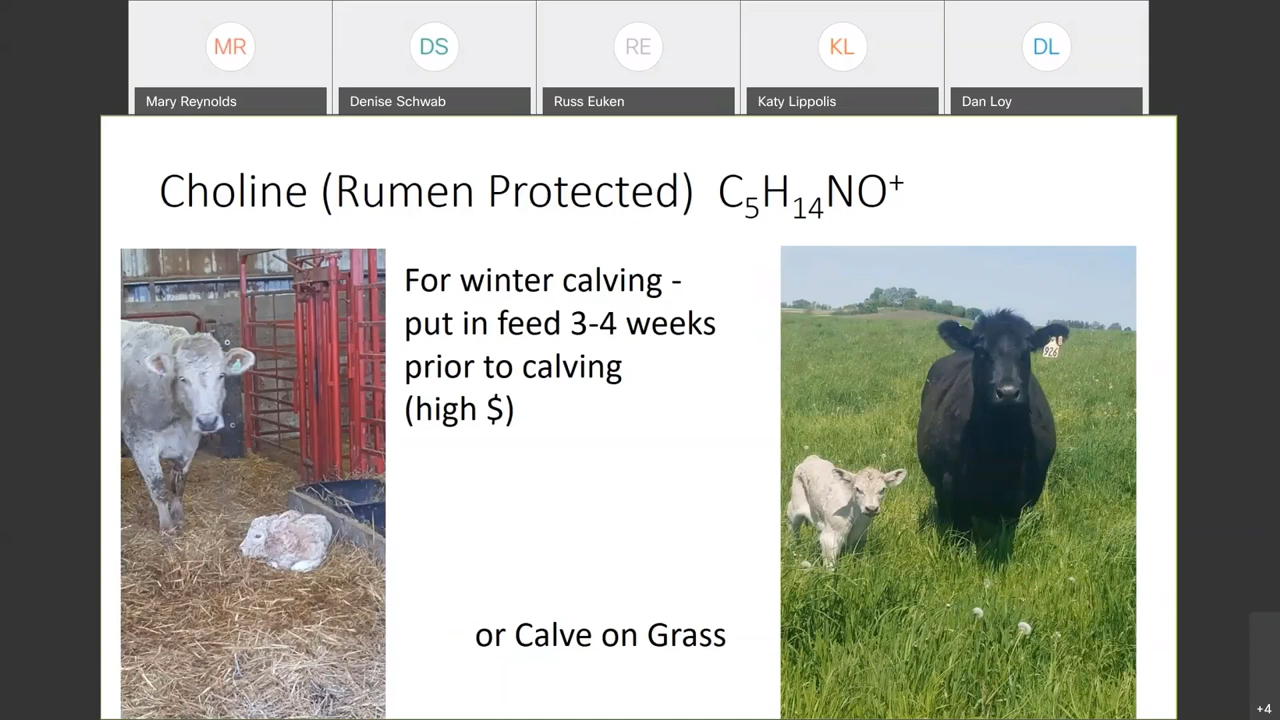 MR
DS
RE
KL
DL
Mary Reynolds
Denise Schwab
Russ Euken
Katy Lippolis
Dan Loy
Choline (Rumen Protected) C₅H₁₄NO⁺
For winter calving -
put in feed 3-4 weeks
prior to calving
(high $)
926
or Calve on Grass
+4